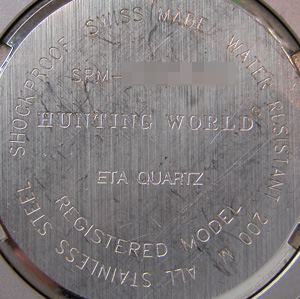 SHOCKPROOF SWISS MADE WATER RESISTANT 200 M
SPM-
HUNTING WORLD
ETA QUARTZ
REGISTERED MODEL
ALL STAINLESS STEEL